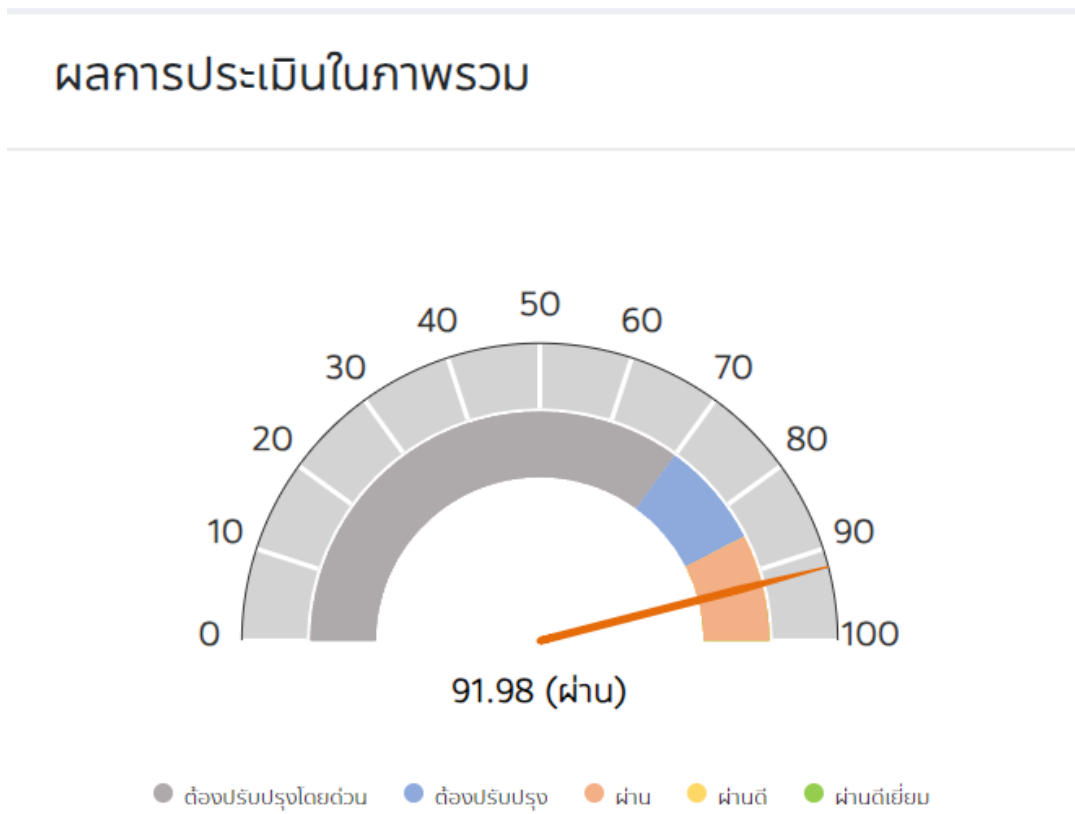 ผลการประเมินในภาพรวม
50
40 60
30 70
20 80
10 90
0 100
91.98 (ผ่าน)
ต้องปรับปรุงโดยด่วน ต้องปรับปรุง ผ่าน ผ่านดี ผ่านดีเยี่ยม